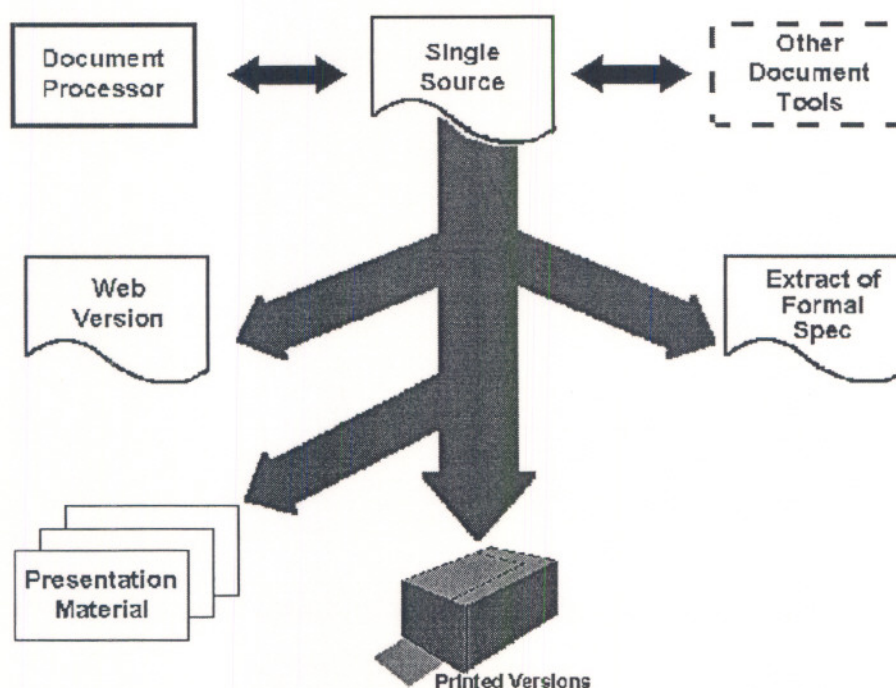 Document
Processor
Single
Source
Other
Document
Tools
Web
Version
Extract of
Formal
Spec
Presentation
Material
Printed Versions